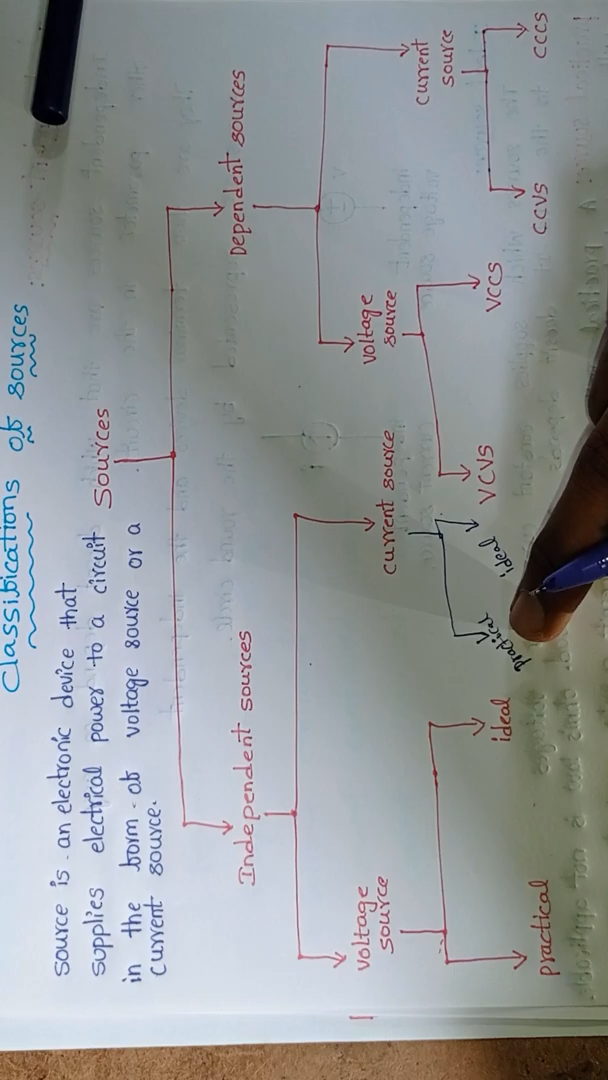 Classifications of sources
source is an electronic device that
supplies electrical power to a circuit
in the form of voltage source or a
current source.
Sources
Independent sources
Dependent sources
voltage
source
current source
voltage
source
current
source
practical
ideal
practical
ideal
VCVS
VCCS
CCVS
CCCS